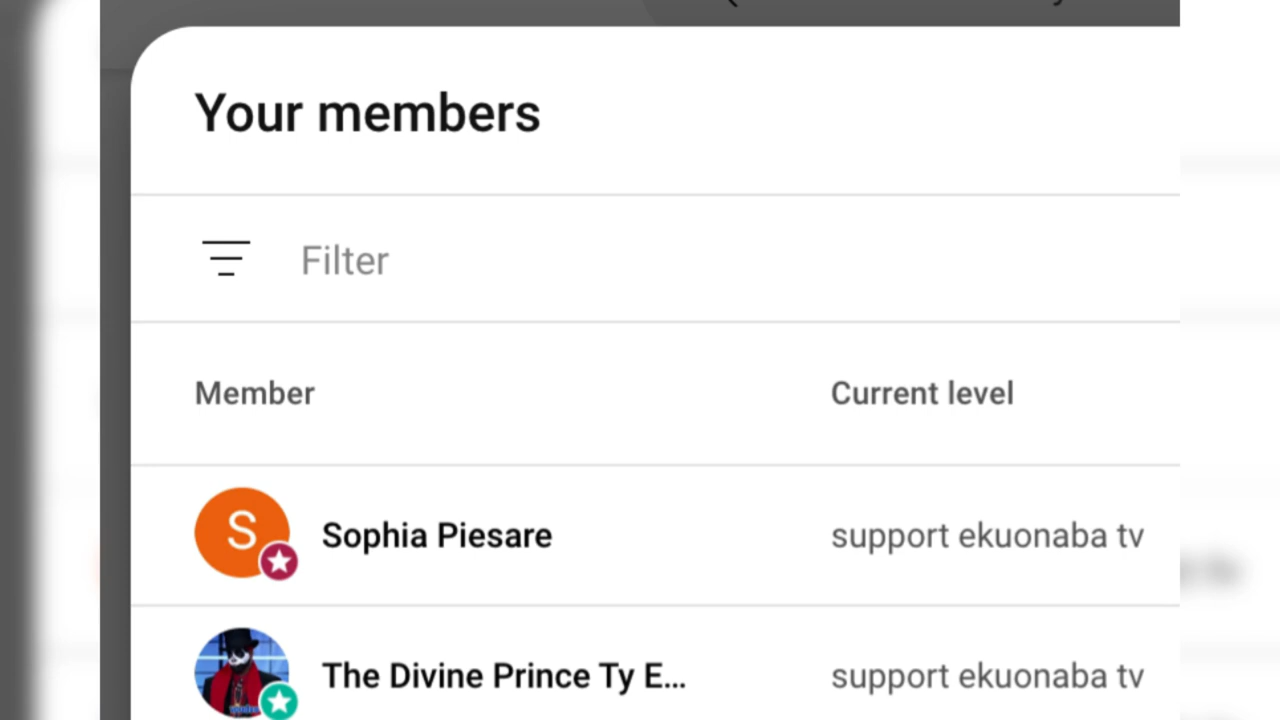 Your members
Filter
Member Current level
S Sophia Piesare support ekuonaba tv
The Divine Prince Ty E... support ekuonaba tv